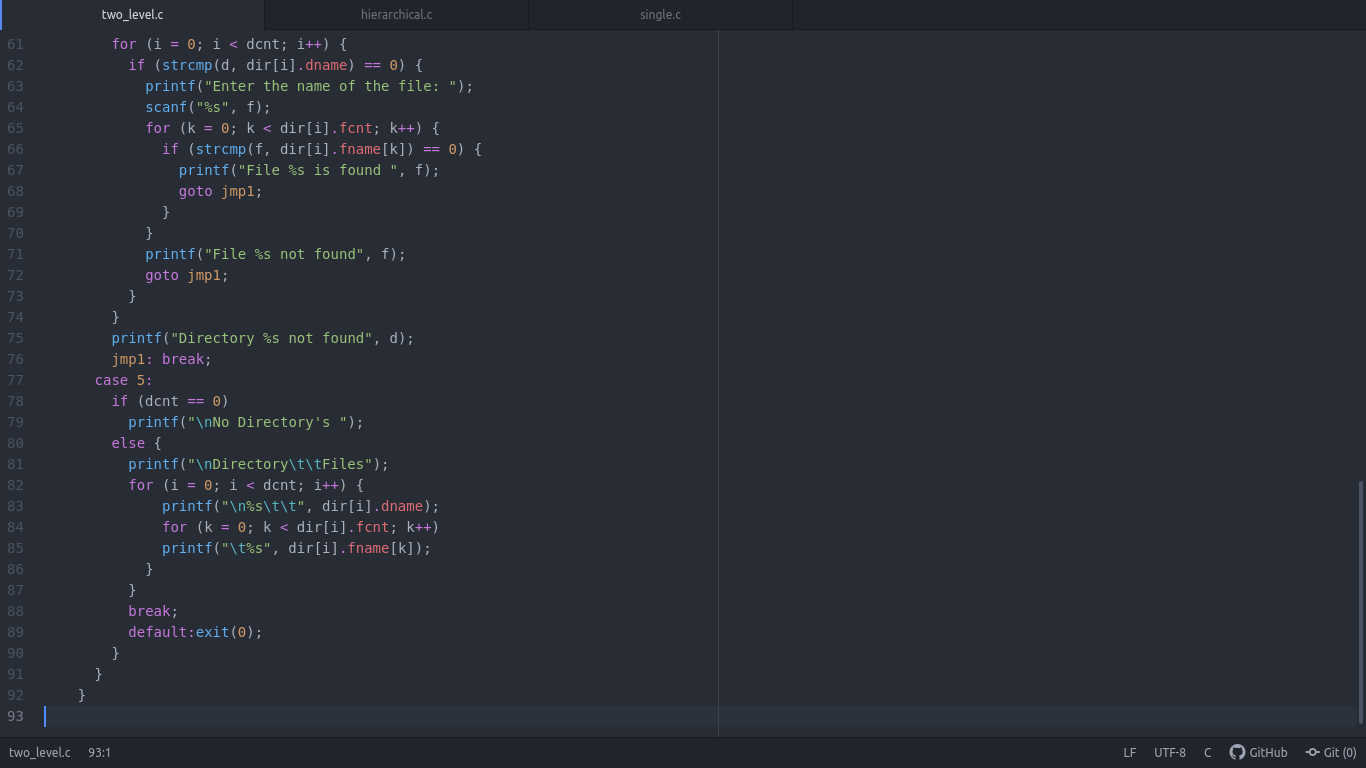 two_level.c hierarchical.c single.c
61 for (i = 0; i < dcnt; i++) {
62 if (strcmp(d, dir[i].dname) == 0) {
63 printf("Enter the name of the file: ");
64 scanf("%s", f);
65 for (k = 0; k < dir[i].fcnt; k++) {
66 if (strcmp(f, dir[i].fname[k]) == 0) {
67 printf("File %s is found ", f);
68 goto jmp1;
69 }
70 }
71 printf("File %s not found", f);
72 goto jmp1;
73 }
74 }
75 printf("Directory %s not found", d);
76 jmp1: break;
77 case 5:
78 if (dcnt == 0)
79 printf("\nNo Directory's ");
80 else {
81 printf("\nDirectory\t\tFiles");
82 for (i = 0; i < dcnt; i++) {
83 printf("\n%s\t\t", dir[i].dname);
84 for (k = 0; k < dir[i].fcnt; k++)
85 printf("\t%s", dir[i].fname[k]);
86 }
87 }
88 break;
89 default:exit(0);
90 }
91 }
92 }
93
two_level.c 93:1 LF UTF-8 C GitHub Git (0)